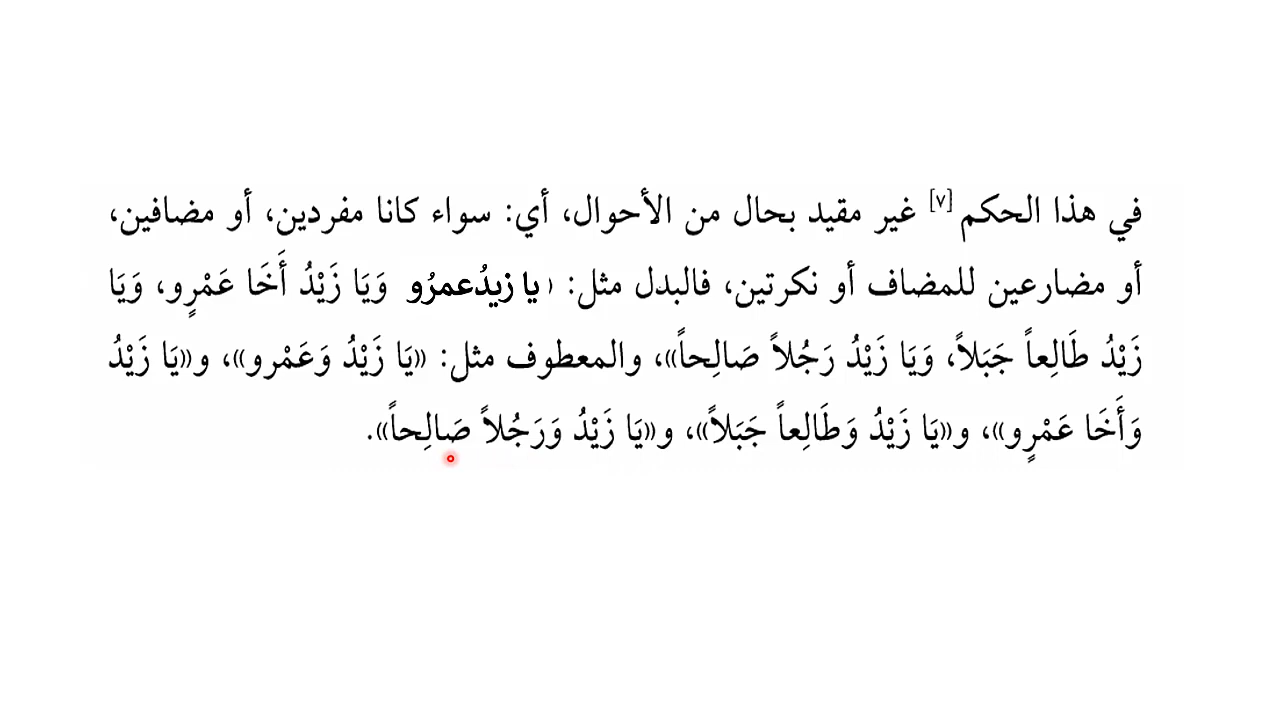 في هذا الحكم [٧] غير مقيد بحال من الأحوال، أي: سواء كانا مفردين، أو مضافين،
أو مضارعين للمضاف أو نكرتين، فالبدل مثل: يا زيدُعمرُو وَيَا زَيْدُ أَخَا عَمْرٍو، وَيَا
زَيْدُ طَالِعاً جَبَلاً، وَيَا زَيْدُ رَجُلاً صَالِحاً»، والمعطوف مثل: «يَا زَيْدُ وَعَمْرو»، و«يَا زَيْدُ
وَأَخَا عَمْرٍو»، و«يَا زَيْدُ وَطَالِعاً جَبَلاً»، و«يَا زَيْدُ وَرَجُلاً صَالِحاً».